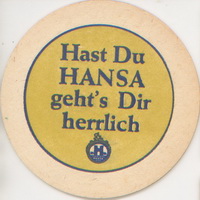 Hast Du
HANSA
geht's Dir
herrlich